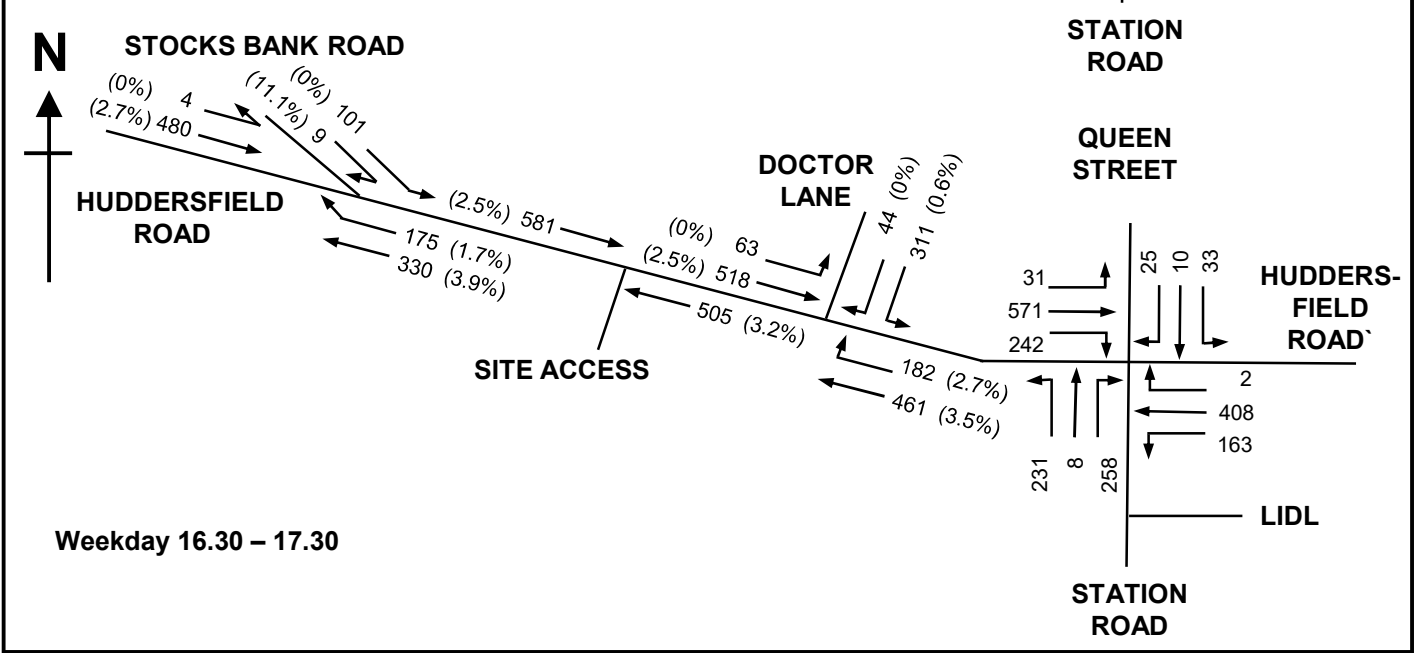 STATION
ROAD
N
STOCKS BANK ROAD
(0%) 4
(2.7%) 480
(11.1%) 9
(0%) 101
HUDDERSFIELD
ROAD
175 (1.7%)
330 (3.9%)
(2.5%) 581
SITE ACCESS
505 (3.2%)
(0%) 63
(2.5%) 518
DOCTOR
LANE
44 (0%)
311 (0.6%)
182 (2.7%)
461 (3.5%)
QUEEN
STREET
31
571
242
25
10
33
HUDDERS-
FIELD
ROAD`
2
408
163
231
8
258
LIDL
STATION
ROAD
Weekday 16.30 – 17.30